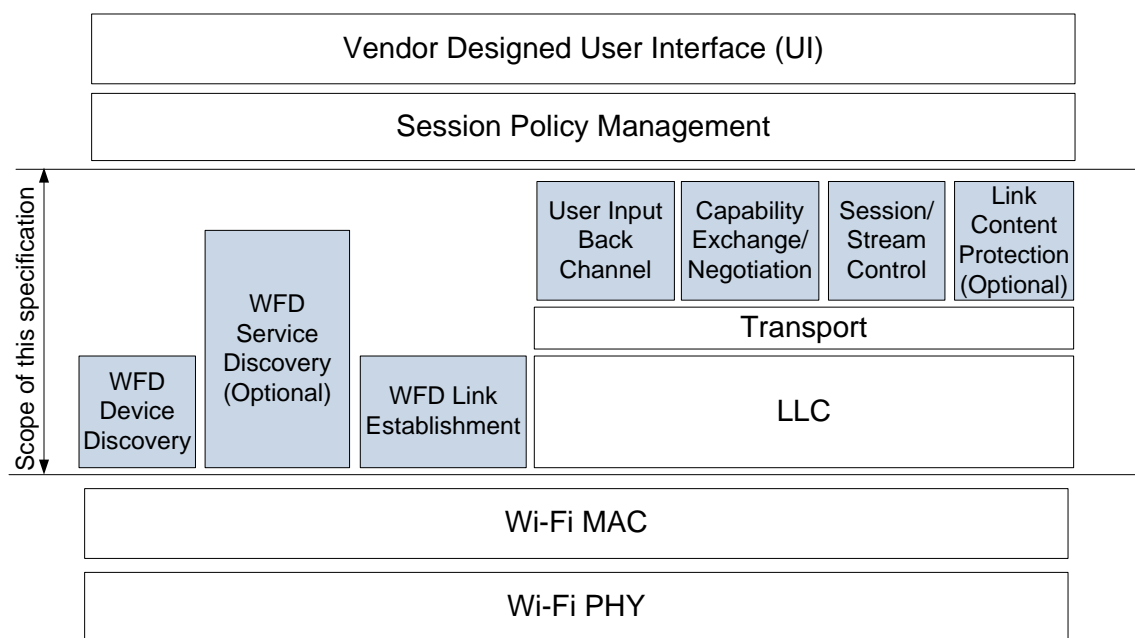 Vendor Designed User Interface (UI)
Session Policy Management
Scope of this specification
User Input
Back
Channel
Capability
Exchange/
Negotiation
Session/
Stream
Control
Link
Content
Protection
(Optional)
Transport
WFD
Service
Discovery
(Optional)
WFD
Device
Discovery
WFD Link
Establishment
LLC
Wi-Fi MAC
Wi-Fi PHY